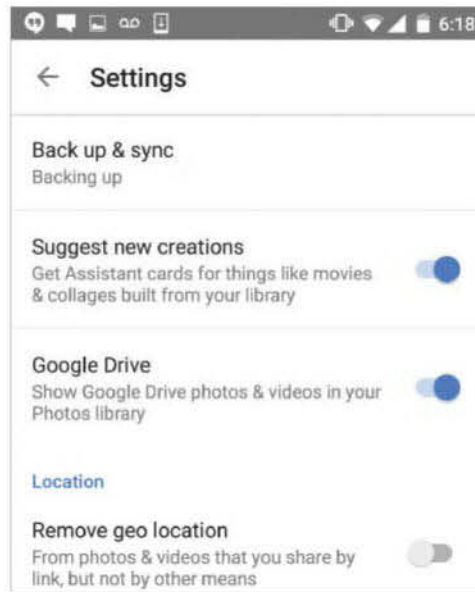 6:18
Settings
Back up & sync
Backing up
Suggest new creations
Get Assistant cards for things like movies
& collages built from your library
Google Drive
Show Google Drive photos & videos in your
Photos library
Location
Remove geo location
From photos & videos that you share by
link, but not by other means